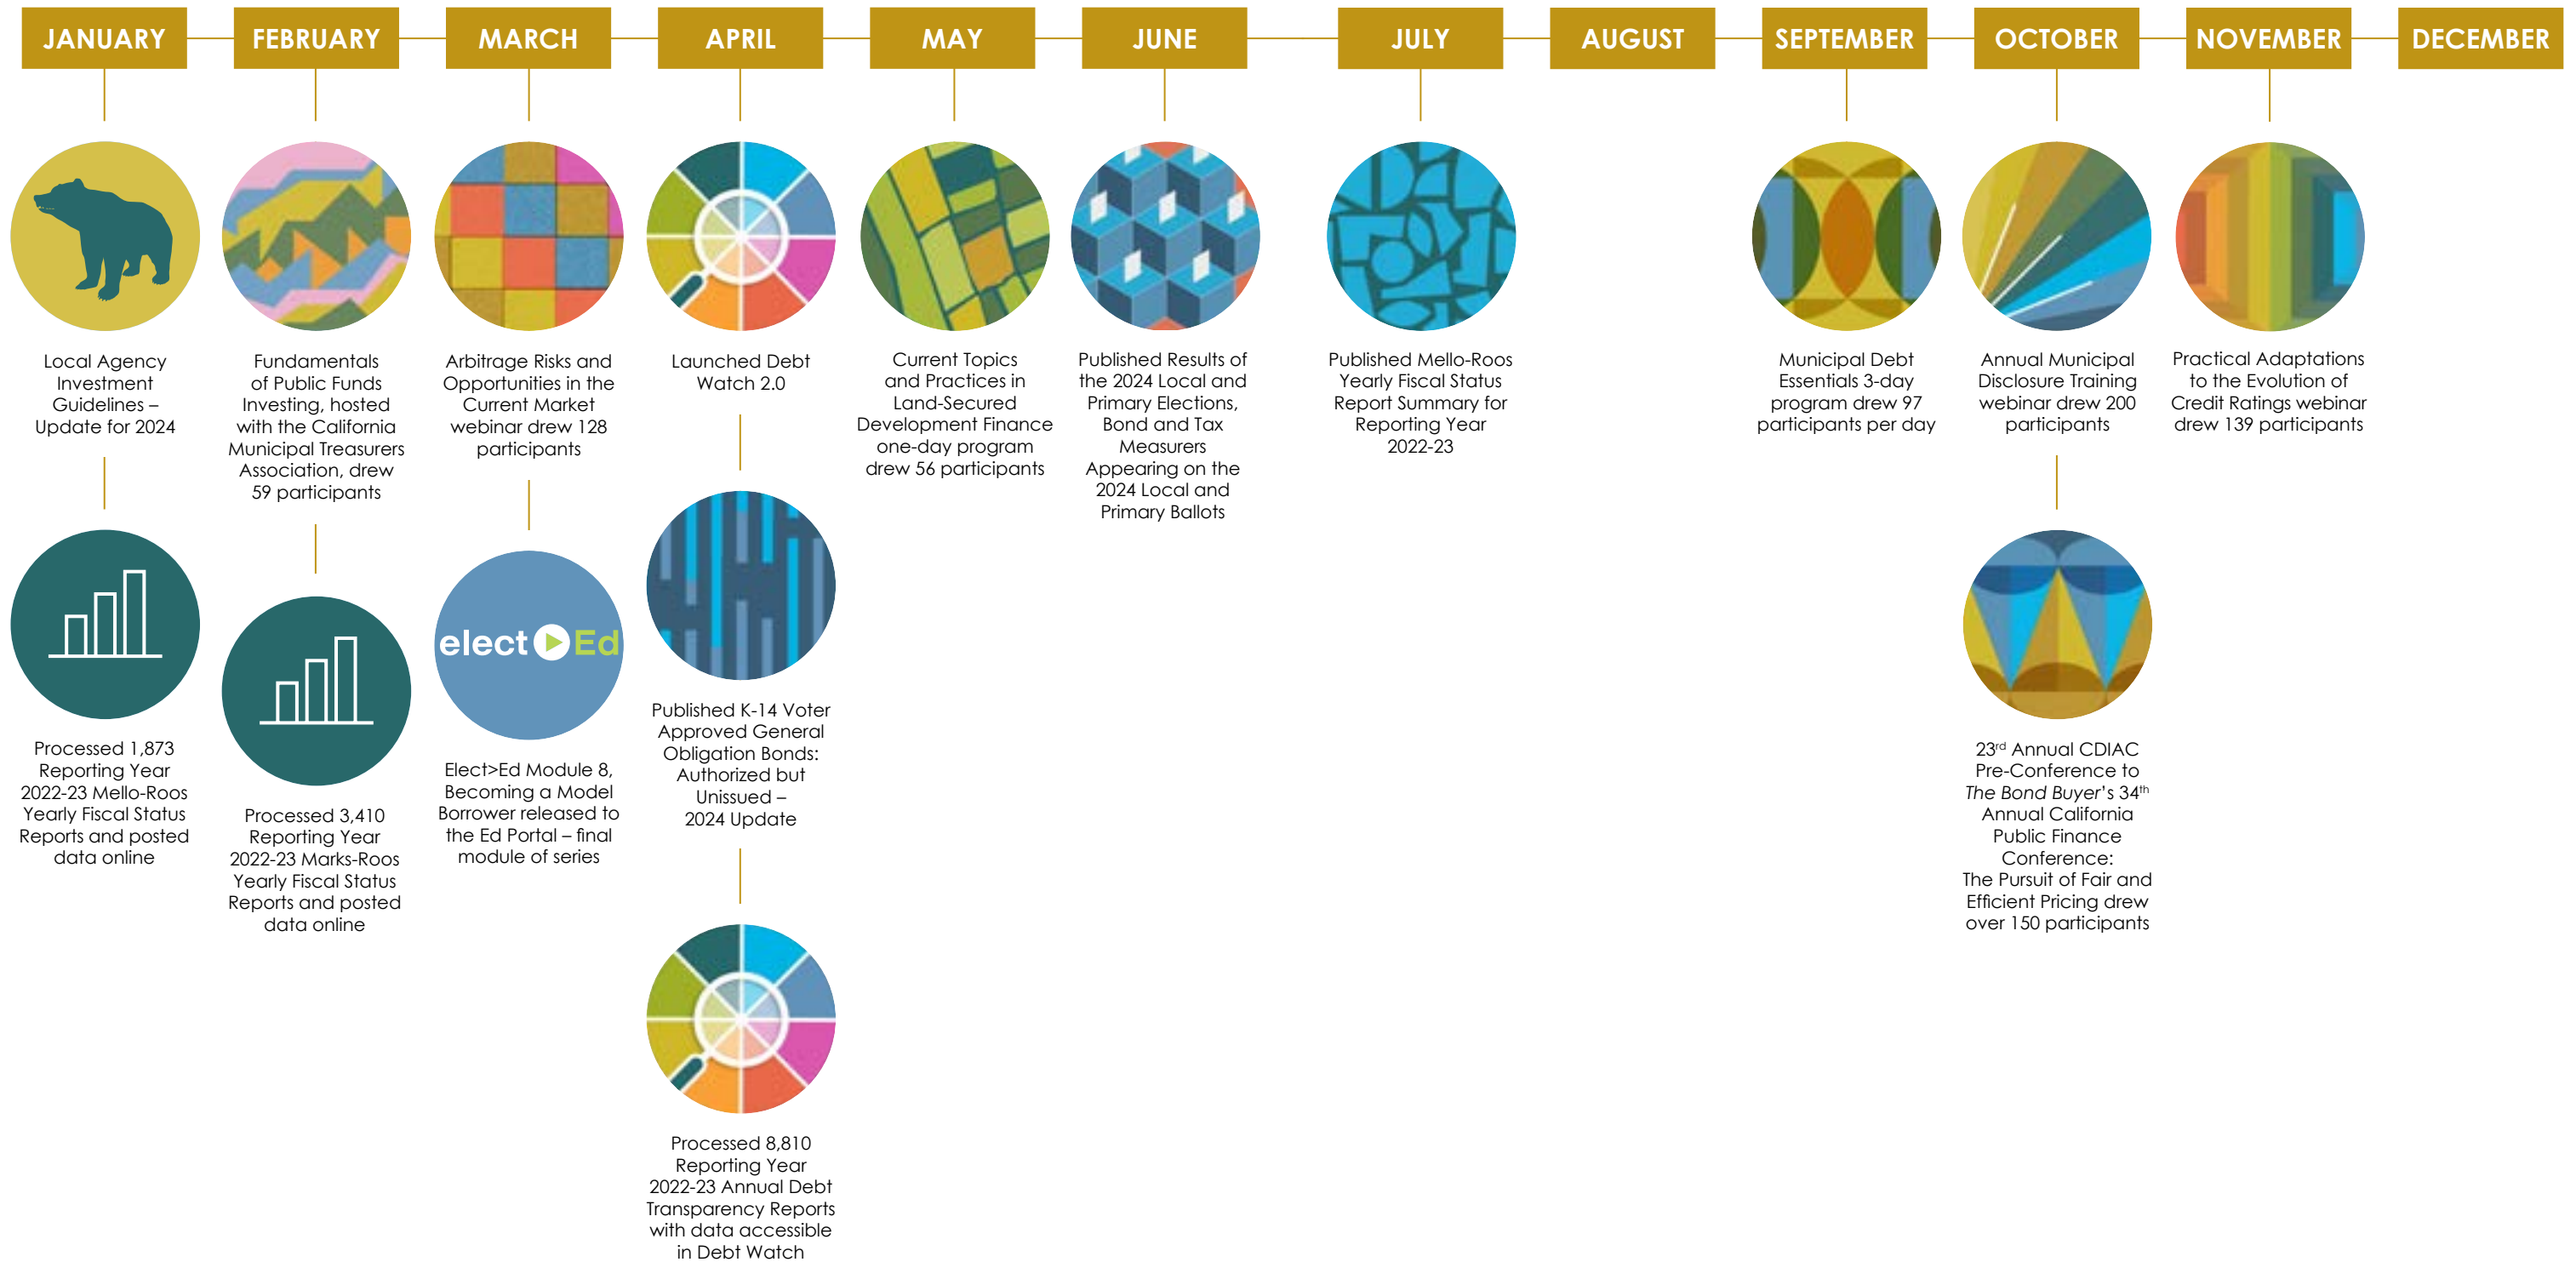 JANUARY
FEBRUARY
MARCH
APRIL
MAY
JUNE
JULY
AUGUST
SEPTEMBER
OCTOBER
NOVEMBER
DECEMBER
Local Agency
Investment
Guidelines –
Update for 2024
Processed 1,873
Reporting Year
2022-23 Mello-Roos
Yearly Fiscal Status
Reports and posted
data online
Fundamentals
of Public Funds
Investing, hosted
with the California
Municipal Treasurers
Association, drew
59 participants
Processed 3,410
Reporting Year
2022-23 Marks-Roos
Yearly Fiscal Status
Reports and posted
data online
Arbitrage Risks and
Opportunities in the
Current Market
webinar drew 128
participants
elect Ed
Elect>Ed Module 8,
Becoming a Model
Borrower released to
the Ed Portal – final
module of series
Launched Debt
Watch 2.0
Published K-14 Voter
Approved General
Obligation Bonds:
Authorized but
Unissued –
2024 Update
Processed 8,810
Reporting Year
2022-23 Annual Debt
Transparency Reports
with data accessible
in Debt Watch
Current Topics
and Practices in
Land-Secured
Development Finance
one-day program
drew 56 participants
Published Results of
the 2024 Local and
Primary Elections,
Bond and Tax
Measurers
Appearing on the
2024 Local and
Primary Ballots
Published Mello-Roos
Yearly Fiscal Status
Report Summary for
Reporting Year
2022-23
Municipal Debt
Essentials 3-day
program drew 97
participants per day
Annual Municipal
Disclosure Training
webinar drew 200
participants
23rd Annual CDIAC
Pre-Conference to
The Bond Buyer's 34th
Annual California
Public Finance
Conference:
The Pursuit of Fair and
Efficient Pricing drew
over 150 participants
Practical Adaptations
to the Evolution of
Credit Ratings webinar
drew 139 participants